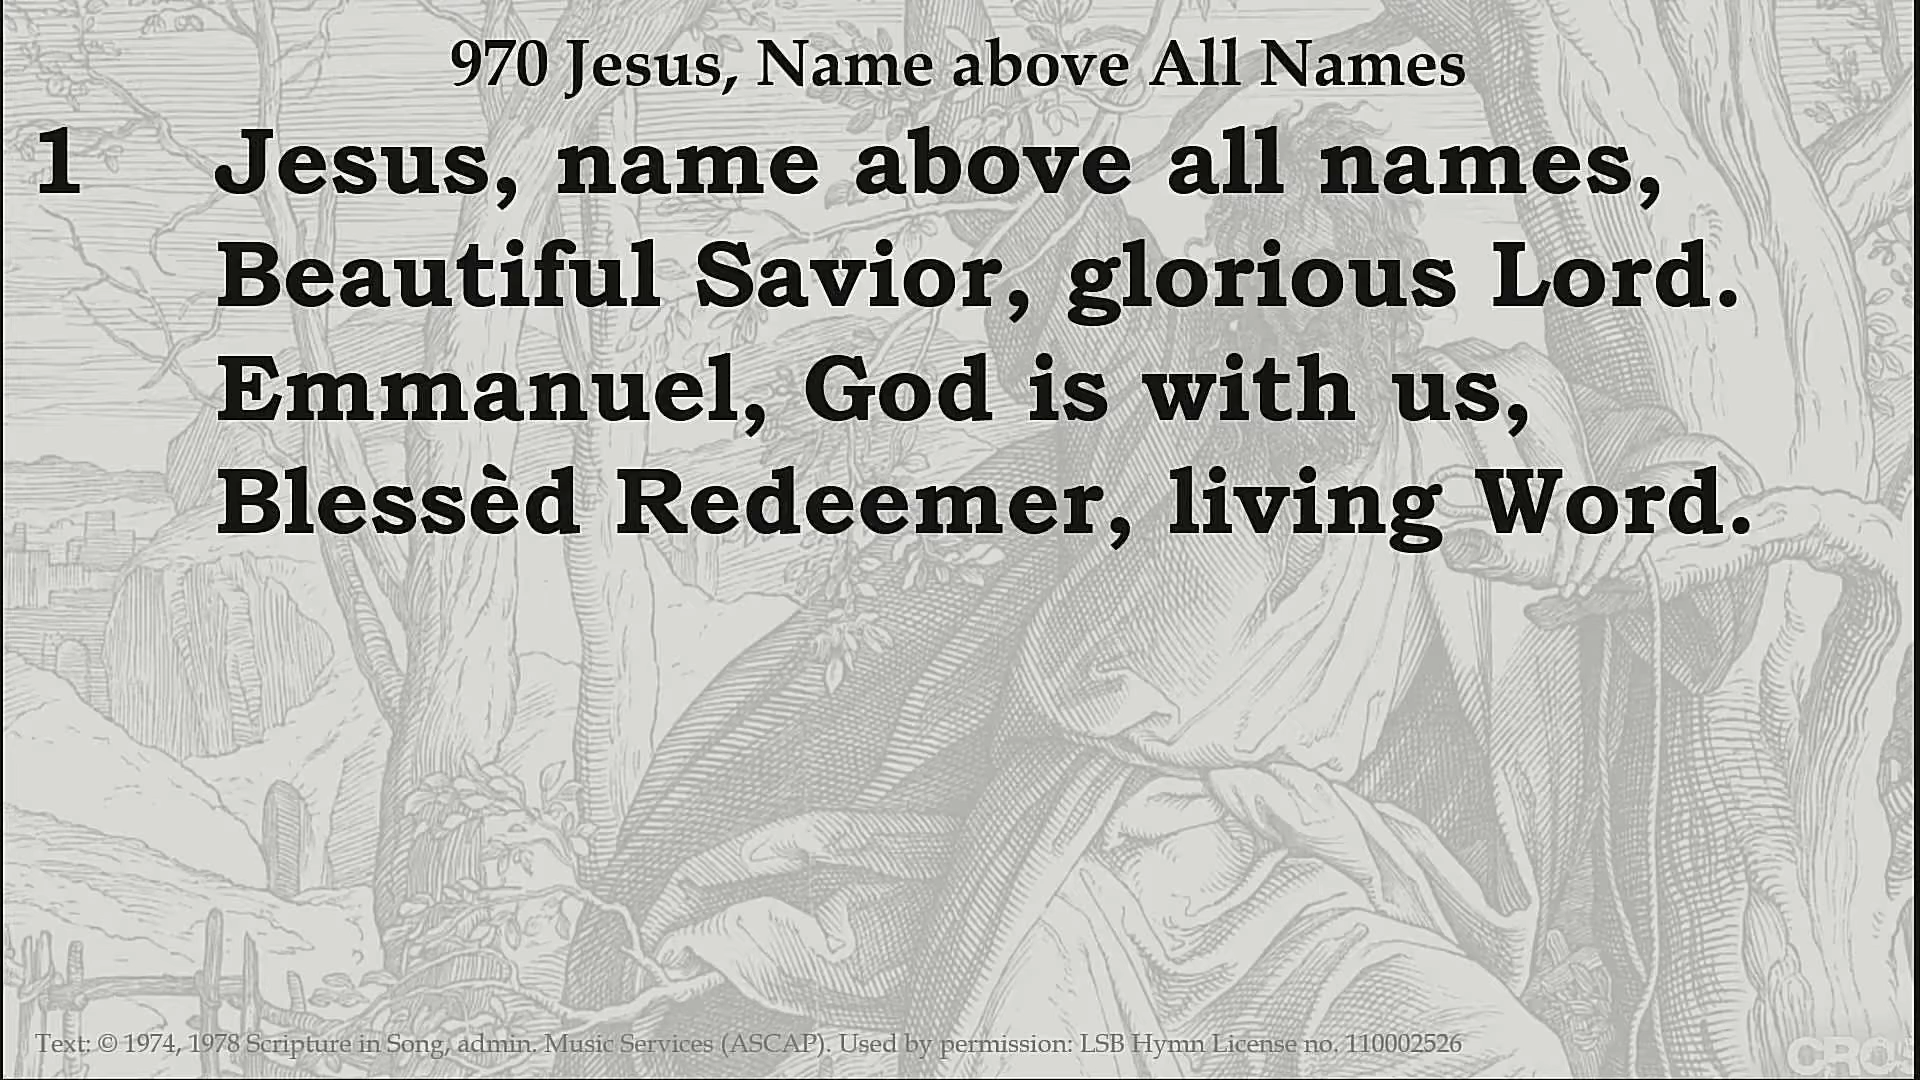 970 Jesus, Name above All Names
1 Jesus, name above all names,
Beautiful Savior, glorious Lord.
Emmanuel, God is with us,
Blessèd Redeemer, living Word.
Text: © 1974, 1978 Scripture in Song, admin. Music Services (ASCAP). Used by permission: LSB Hymn License no. 110002526